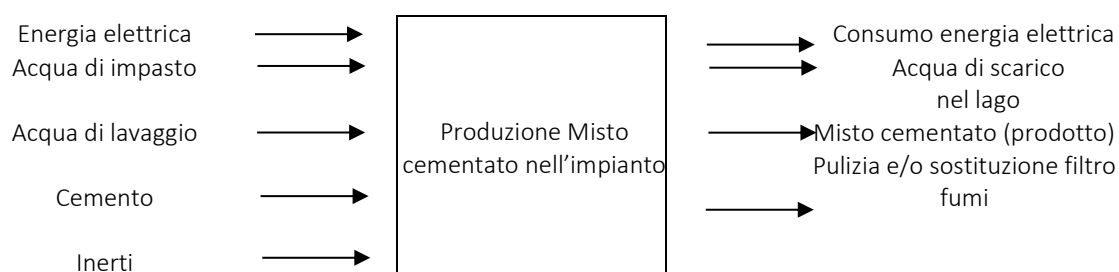 Energia elettrica
Acqua di impasto
Acqua di lavaggio
Cemento
Inerti
Produzione Misto
cementato nell'impianto
Consumo energia elettrica
Acqua di scarico
nel lago
Misto cementato (prodotto)
Pulizia e/o sostituzione filtro
fumi